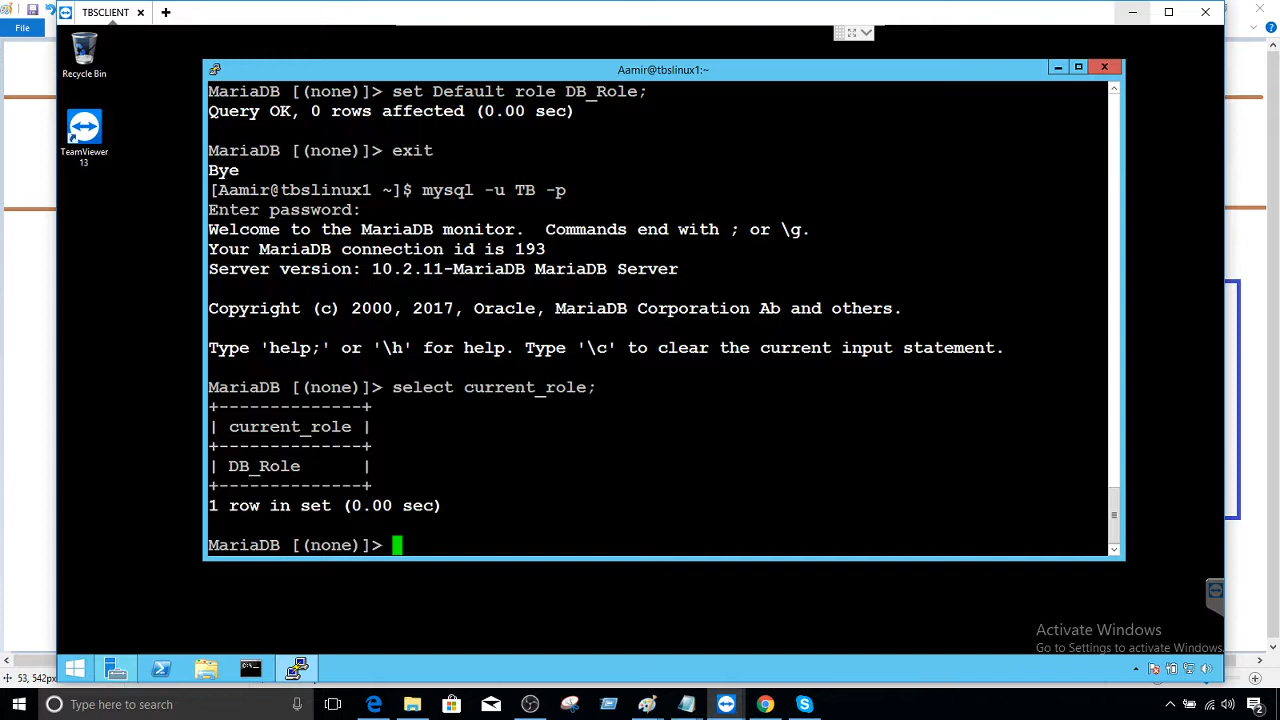 TBSCLIENT
File
Recycle Bin
TeamViewer
13
Aamir@tbslinux1:~
MariaDB [(none)]> set Default role DB_Role;
Query OK, 0 rows affected (0.00 sec)
MariaDB [(none)]> exit
Bye
[Aamir@tbslinux1 ~]$ mysql -u TB -p
Enter password:
Welcome to the MariaDB monitor.  Commands end with ; or \g.
Your MariaDB connection id is 193
Server version: 10.2.11-MariaDB MariaDB Server
Copyright (c) 2000, 2017, Oracle, MariaDB Corporation Ab and others.
Type 'help;' or '\h' for help. Type '\c' to clear the current input statement.
MariaDB [(none)]> select current_role;
+--------------+
| current_role |
+--------------+
| DB_Role      |
+--------------+
1 row in set (0.00 sec)
MariaDB [(none)]>
Activate Windows
Go to Settings to activate Windows.
53, 542px
Type here to search
2